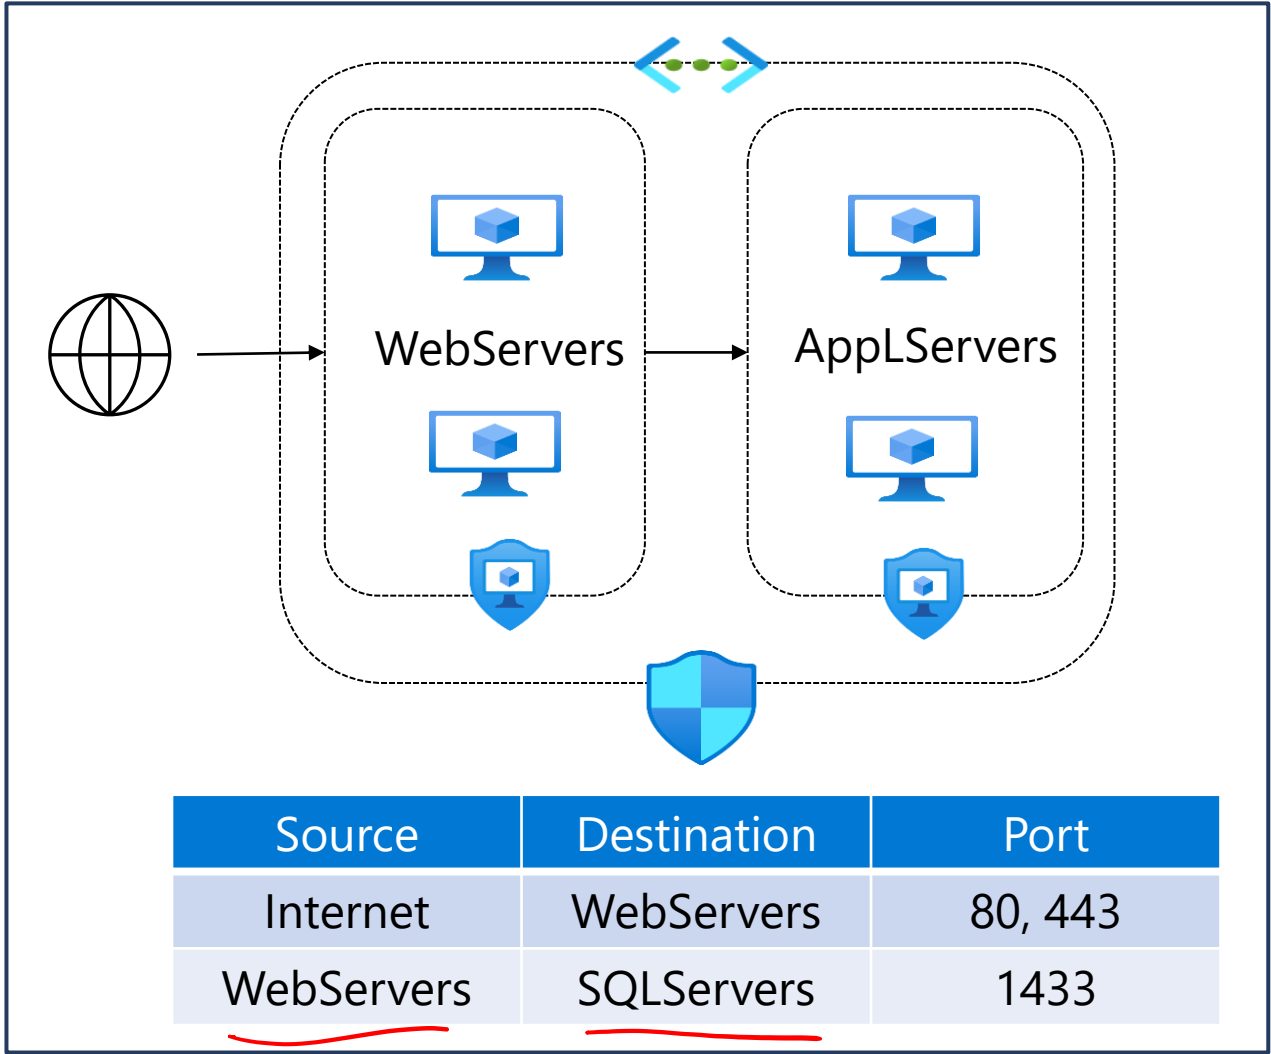 WebServers
AppLServers
Source Destination Port
Internet WebServers 80, 443
WebServers SQLServers 1433